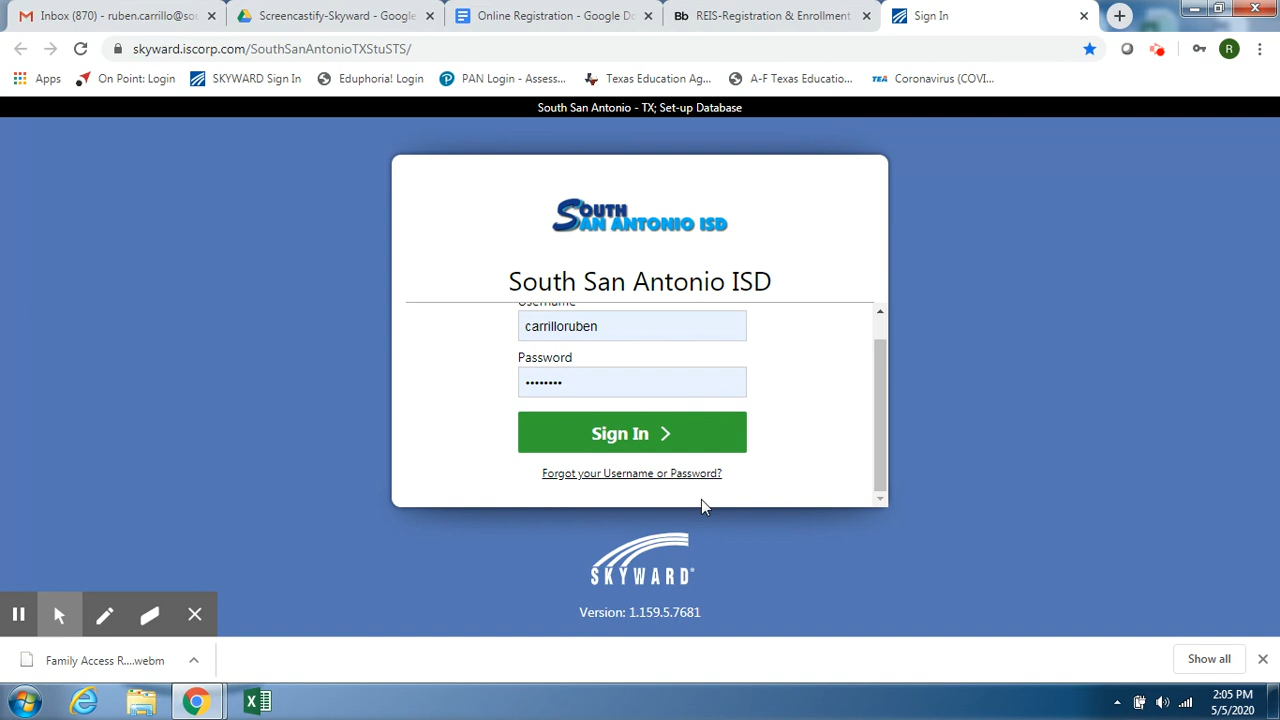 Inbox (870) - ruben.carrillo@so
Screencastify-Skyward - Google
Online Registration - Google Do
Bb REIS-Registration & Enrollment
Sign In
skyward.iscorp.com/SouthSanAntonioTXStuSTS/
R
Apps
On Point: Login
SKYWARD Sign In
Eduphoria! Login
PAN Login - Assess...
Texas Education Ag...
A-F Texas Educatio...
TEA Coronavirus (COVI...
South San Antonio - TX; Set-up Database
SOUTH
SAN ANTONIO ISD
South San Antonio ISD
Username
carrilloruben
Password
••••••••
Sign In
Forgot your Username or Password?
SKYWARD®
Version: 1.159.5.7681
Family Access R....webm
Show all
2:05 PM
5/5/2020